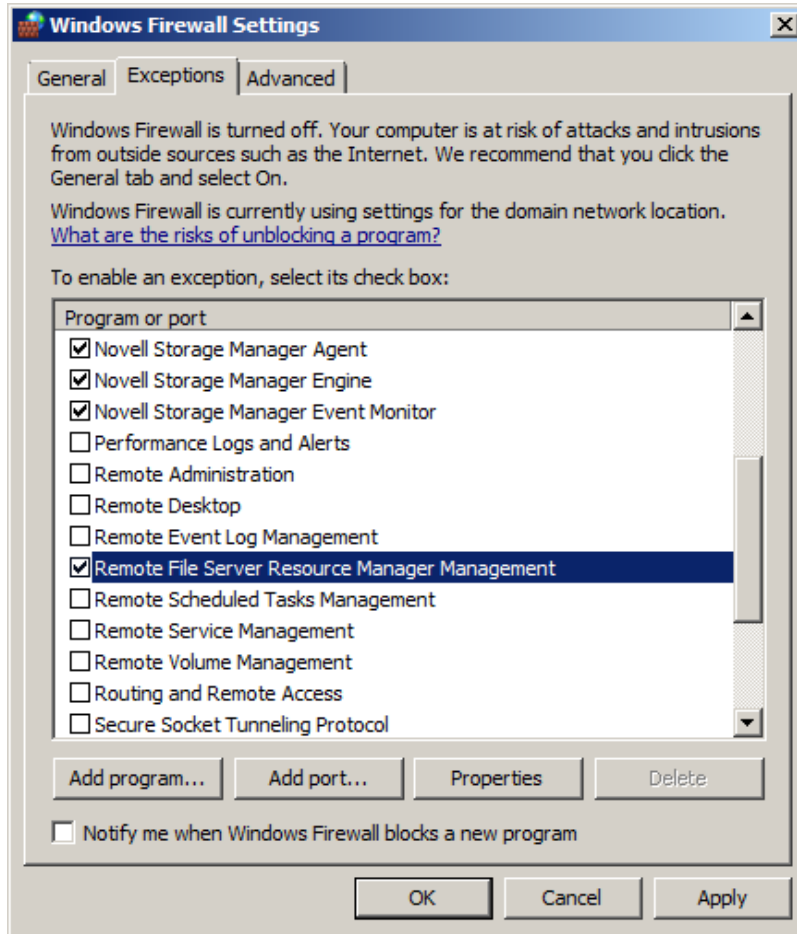 Windows Firewall Settings
General Exceptions Advanced
Windows Firewall is turned off. Your computer is at risk of attacks and intrusions
from outside sources such as the Internet. We recommend that you click the
General tab and select On.
Windows Firewall is currently using settings for the domain network location.
What are the risks of unblocking a program?
To enable an exception, select its check box:
Program or port
Novell Storage Manager Agent
Novell Storage Manager Engine
Novell Storage Manager Event Monitor
Performance Logs and Alerts
Remote Administration
Remote Desktop
Remote Event Log Management
Remote File Server Resource Manager Management
Remote Scheduled Tasks Management
Remote Service Management
Remote Volume Management
Routing and Remote Access
Secure Socket Tunneling Protocol
Add program... Add port... Properties Delete
Notify me when Windows Firewall blocks a new program
OK Cancel Apply